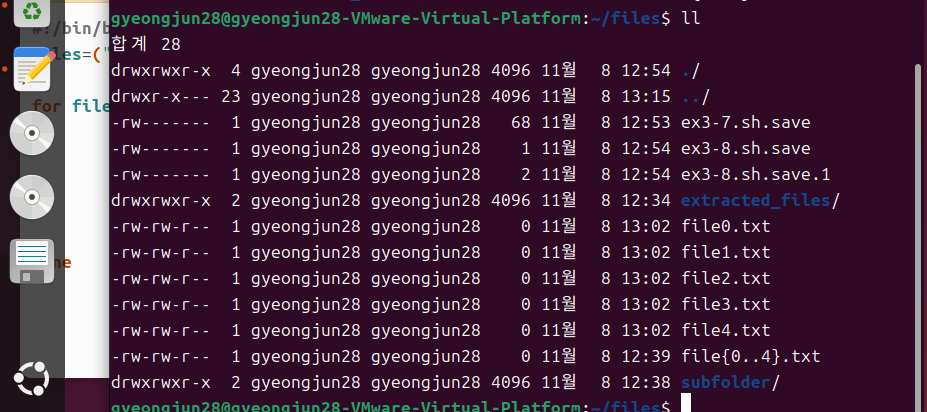 #!/bin/b
les=("
for file
ne
gyeongjun28@gyeongjun28-VMware-Virtual-Platform:~/files$ ll
합계 28
drwxrwxr-x  4 gyeongjun28 gyeongjun28 4096 11월  8 12:54 ./
drwxr-x--- 23 gyeongjun28 gyeongjun28 4096 11월  8 13:15 ../
-rw-------  1 gyeongjun28 gyeongjun28   68 11월  8 12:53 ex3-7.sh.save
-rw-------  1 gyeongjun28 gyeongjun28    1 11월  8 12:54 ex3-8.sh.save
-rw-------  1 gyeongjun28 gyeongjun28    2 11월  8 12:54 ex3-8.sh.save.1
drwxrwxr-x  2 gyeongjun28 gyeongjun28 4096 11월  8 12:34 extracted_files/
-rw-rw-r--  1 gyeongjun28 gyeongjun28    0 11월  8 13:02 file0.txt
-rw-rw-r--  1 gyeongjun28 gyeongjun28    0 11월  8 13:02 file1.txt
-rw-rw-r--  1 gyeongjun28 gyeongjun28    0 11월  8 13:02 file2.txt
-rw-rw-r--  1 gyeongjun28 gyeongjun28    0 11월  8 13:02 file3.txt
-rw-rw-r--  1 gyeongjun28 gyeongjun28    0 11월  8 13:02 file4.txt
-rw-rw-r--  1 gyeongjun28 gyeongjun28    0 11월  8 12:39 file{0..4}.txt
drwxrwxr-x  2 gyeongjun28 gyeongjun28 4096 11월  8 12:38 subfolder/
gyeongjun28@gyeongjun28-VMware-Virtual-Platform:~/files$